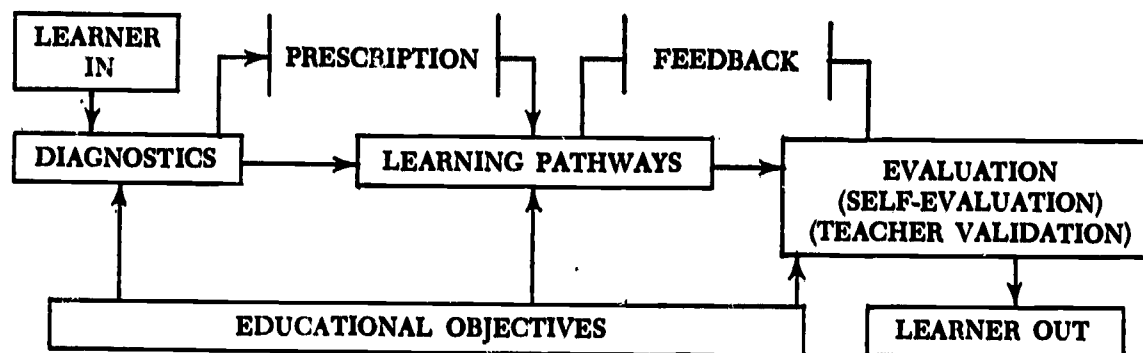 LEARNER
IN
PRESCRIPTION
FEEDBACK
DIAGNOSTICS
LEARNING PATHWAYS
EVALUATION
(SELF-EVALUATION)
(TEACHER VALIDATION)
EDUCATIONAL OBJECTIVES
LEARNER OUT